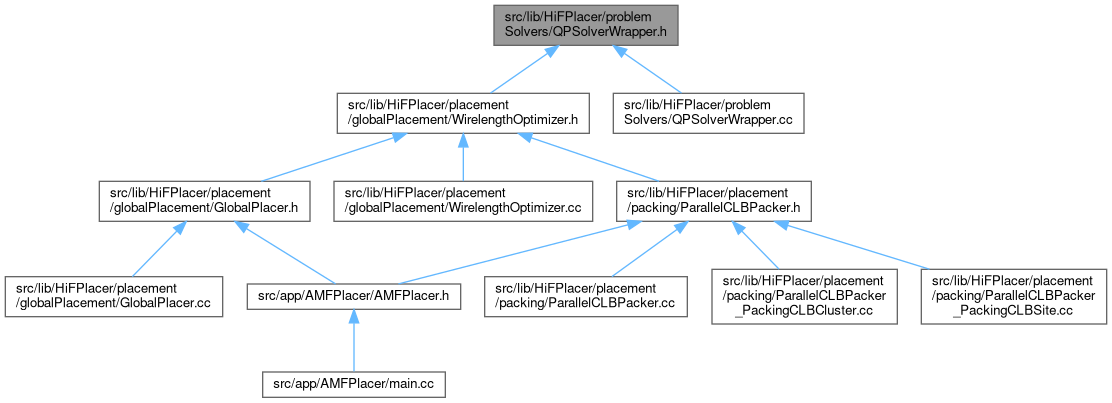 src/lib/HiFPlacer/problem
Solvers/QPSolverWrapper.h
src/lib/HiFPlacer/placement
/globalPlacement/WirelengthOptimizer.h
src/lib/HiFPlacer/problem
Solvers/QPSolverWrapper.cc
src/lib/HiFPlacer/placement
/globalPlacement/GlobalPlacer.h
src/lib/HiFPlacer/placement
/globalPlacement/WirelengthOptimizer.cc
src/lib/HiFPlacer/placement
/packing/ParallelCLBPacker.h
src/lib/HiFPlacer/placement
/globalPlacement/GlobalPlacer.cc
src/app/AMFPlacer/AMFPlacer.h
src/lib/HiFPlacer/placement
/packing/ParallelCLBPacker.cc
src/lib/HiFPlacer/placement
/packing/ParallelCLBPacker
_PackingCLBCluster.cc
src/lib/HiFPlacer/placement
/packing/ParallelCLBPacker
_PackingCLBSite.cc
src/app/AMFPlacer/main.cc